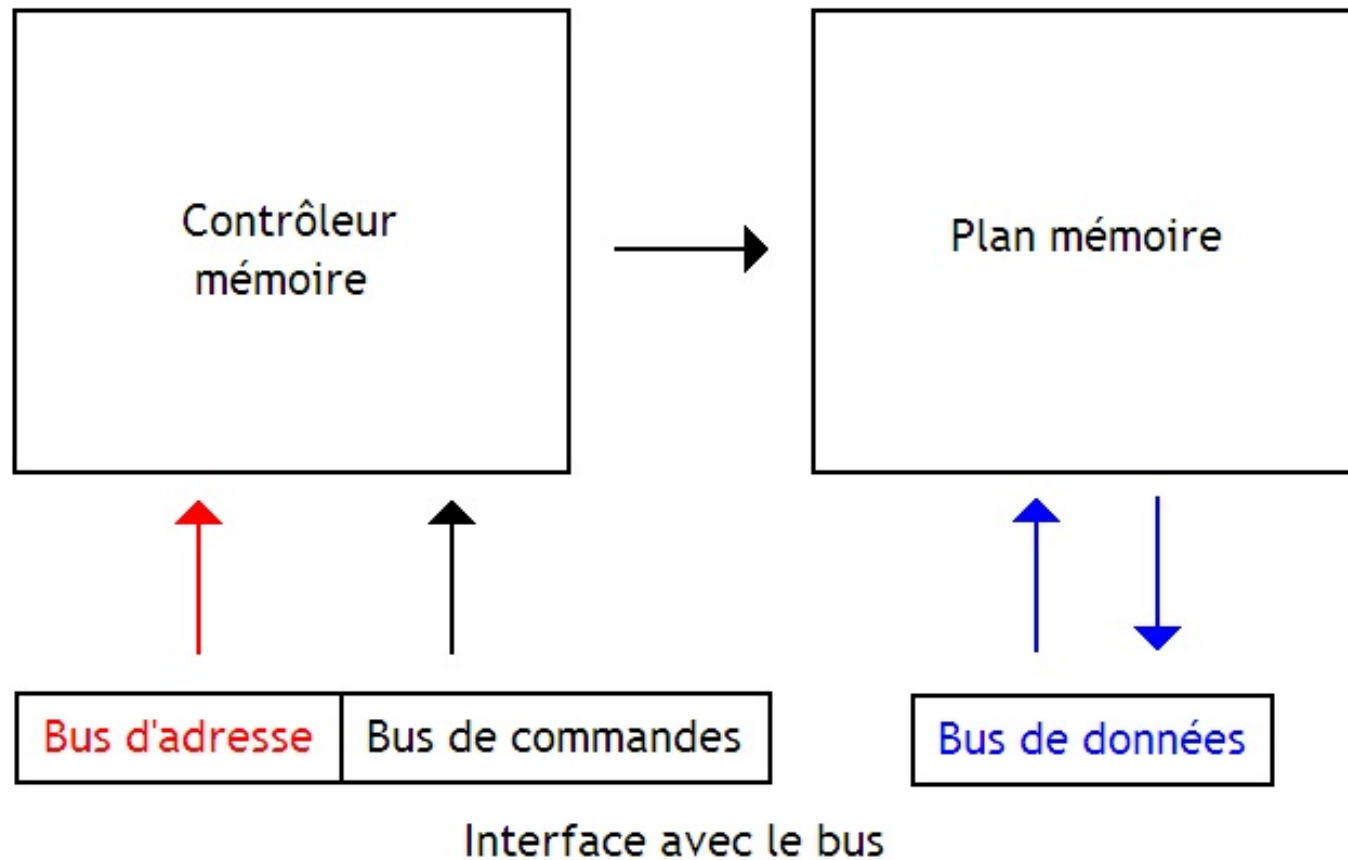 Contrôleur
mémoire
Plan mémoire
Bus d'adresse
Bus de commandes
Bus de données
Interface avec le bus